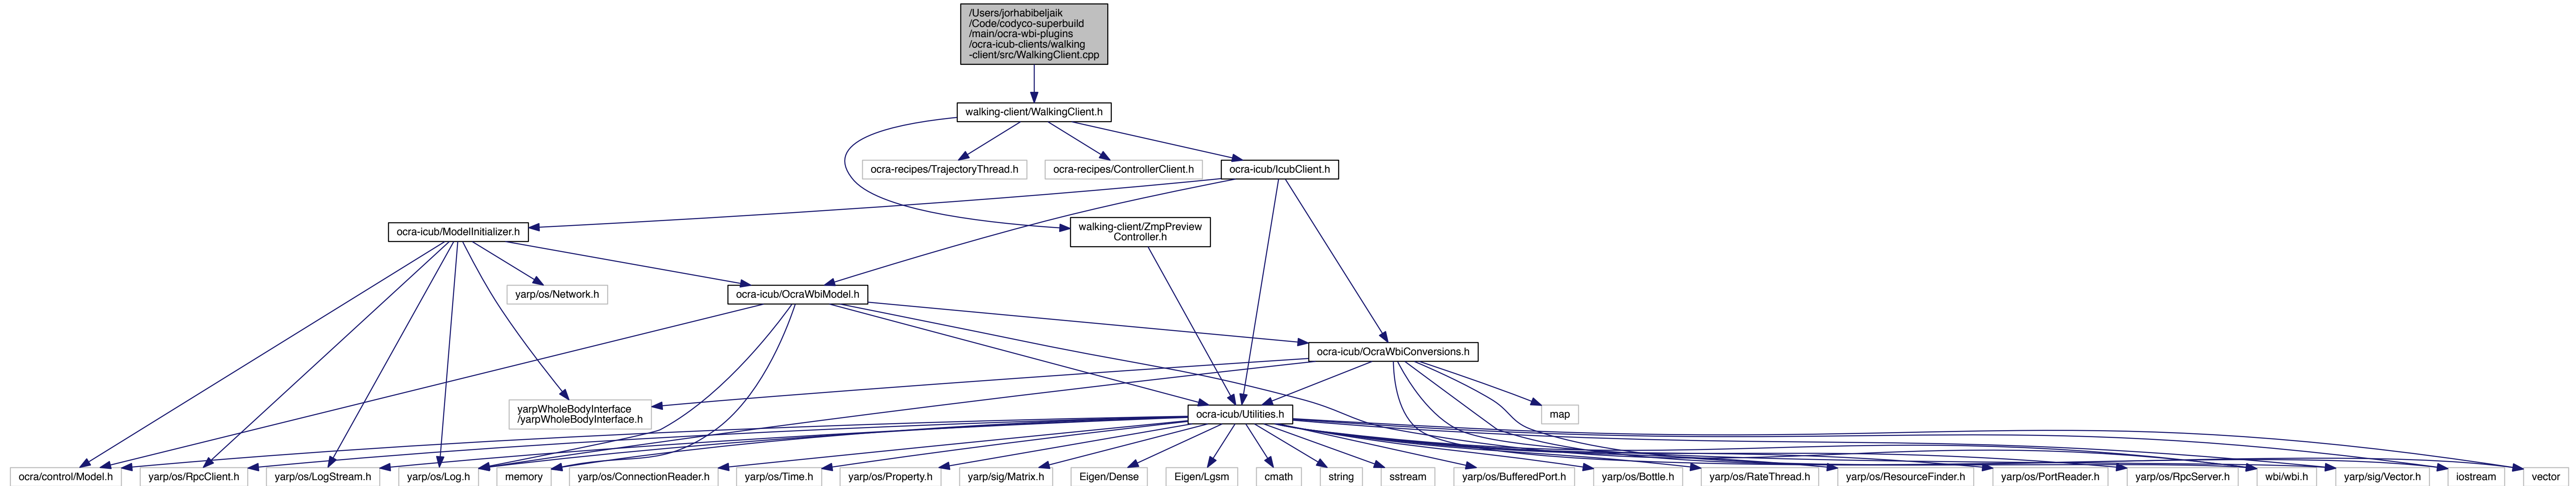 /Users/jorhabibeljaik
/Code/codyco-superbuild
/main/ocra-wbi-plugins
/ocra-icub-clients/walking
-client/src/WalkingClient.cpp
walking-client/WalkingClient.h
ocra-recipes/TrajectoryThread.h
ocra-recipes/ControllerClient.h
ocra-icub/IcubClient.h
ocra-icub/ModelInitializer.h
walking-client/ZmpPreview
Controller.h
yarp/os/Network.h
ocra-icub/OcraWbiModel.h
ocra-icub/OcraWbiConversions.h
yarpWholeBodyInterface
/yarpWholeBodyInterface.h
ocra-icub/Utilities.h
map
ocra/control/Model.h
yarp/os/RpcClient.h
yarp/os/LogStream.h
yarp/os/Log.h
memory
yarp/os/ConnectionReader.h
yarp/os/Time.h
yarp/os/Property.h
yarp/sig/Matrix.h
Eigen/Dense
Eigen/Lgsm
cmath
string
sstream
yarp/os/BufferedPort.h
yarp/os/Bottle.h
yarp/os/RateThread.h
yarp/os/ResourceFinder.h
yarp/os/PortReader.h
yarp/os/RpcServer.h
wbi/wbi.h
yarp/sig/Vector.h
iostream
vector